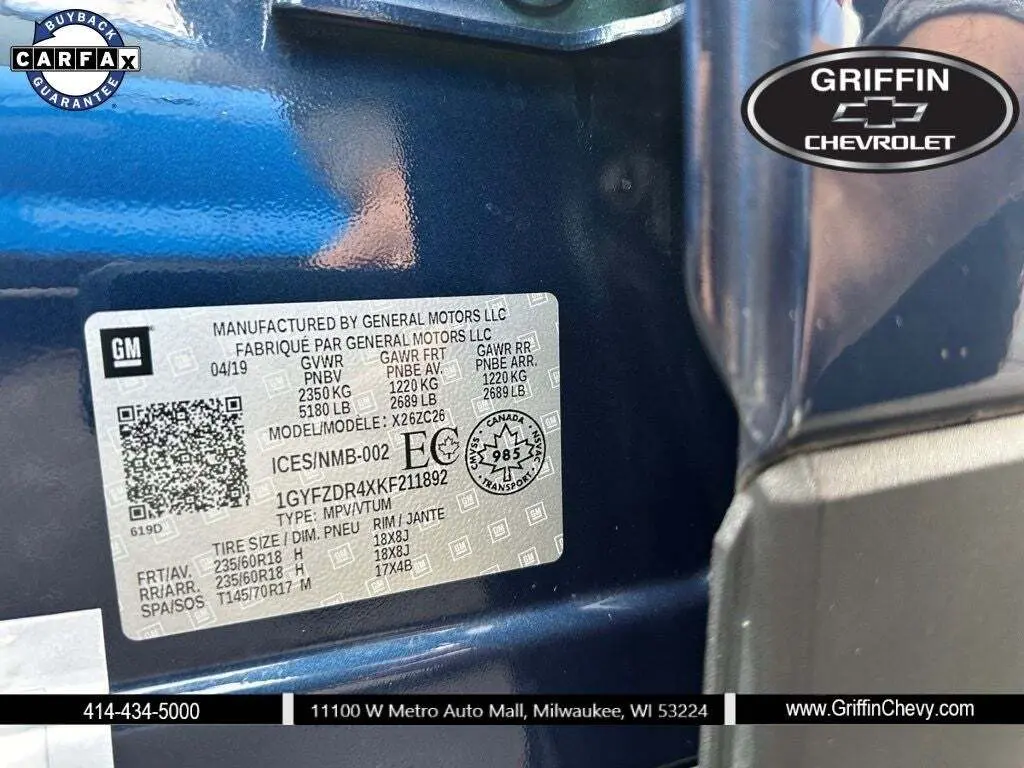 BUYBACK
CARFAX
GUARANTEE
GRIFFIN
CHEVROLET
GM
MANUFACTURED BY GENERAL MOTORS LLC
FABRIQUÉ PAR GENERAL MOTORS LLC
04/19 GVWR GAWR FRT GAWR RR
PNBV PNBE AV. PNBE ARR.
2350 KG 1220 KG 1220 KG
5180 LB 2689 LB 2689 LB
MODEL/MODELE: X26ZC26
ICES/NMB-002 EC
CANADA
CMVSS NSVAC
985
TRANSPORT
1GYFZDR4XKF211892
TYPE: MPV/VTUM
619D
TIRE SIZE / DIM. PNEU RIM / JANTE
FRT/AV. 235/60R18 H 18X8J
RR/ARR. 235/60R18 H 18X8J
SPA/SOS T145/70R17 M 17X4B
414-434-5000 11100 W Metro Auto Mall, Milwaukee, WI 53224 www.GriffinChevy.com